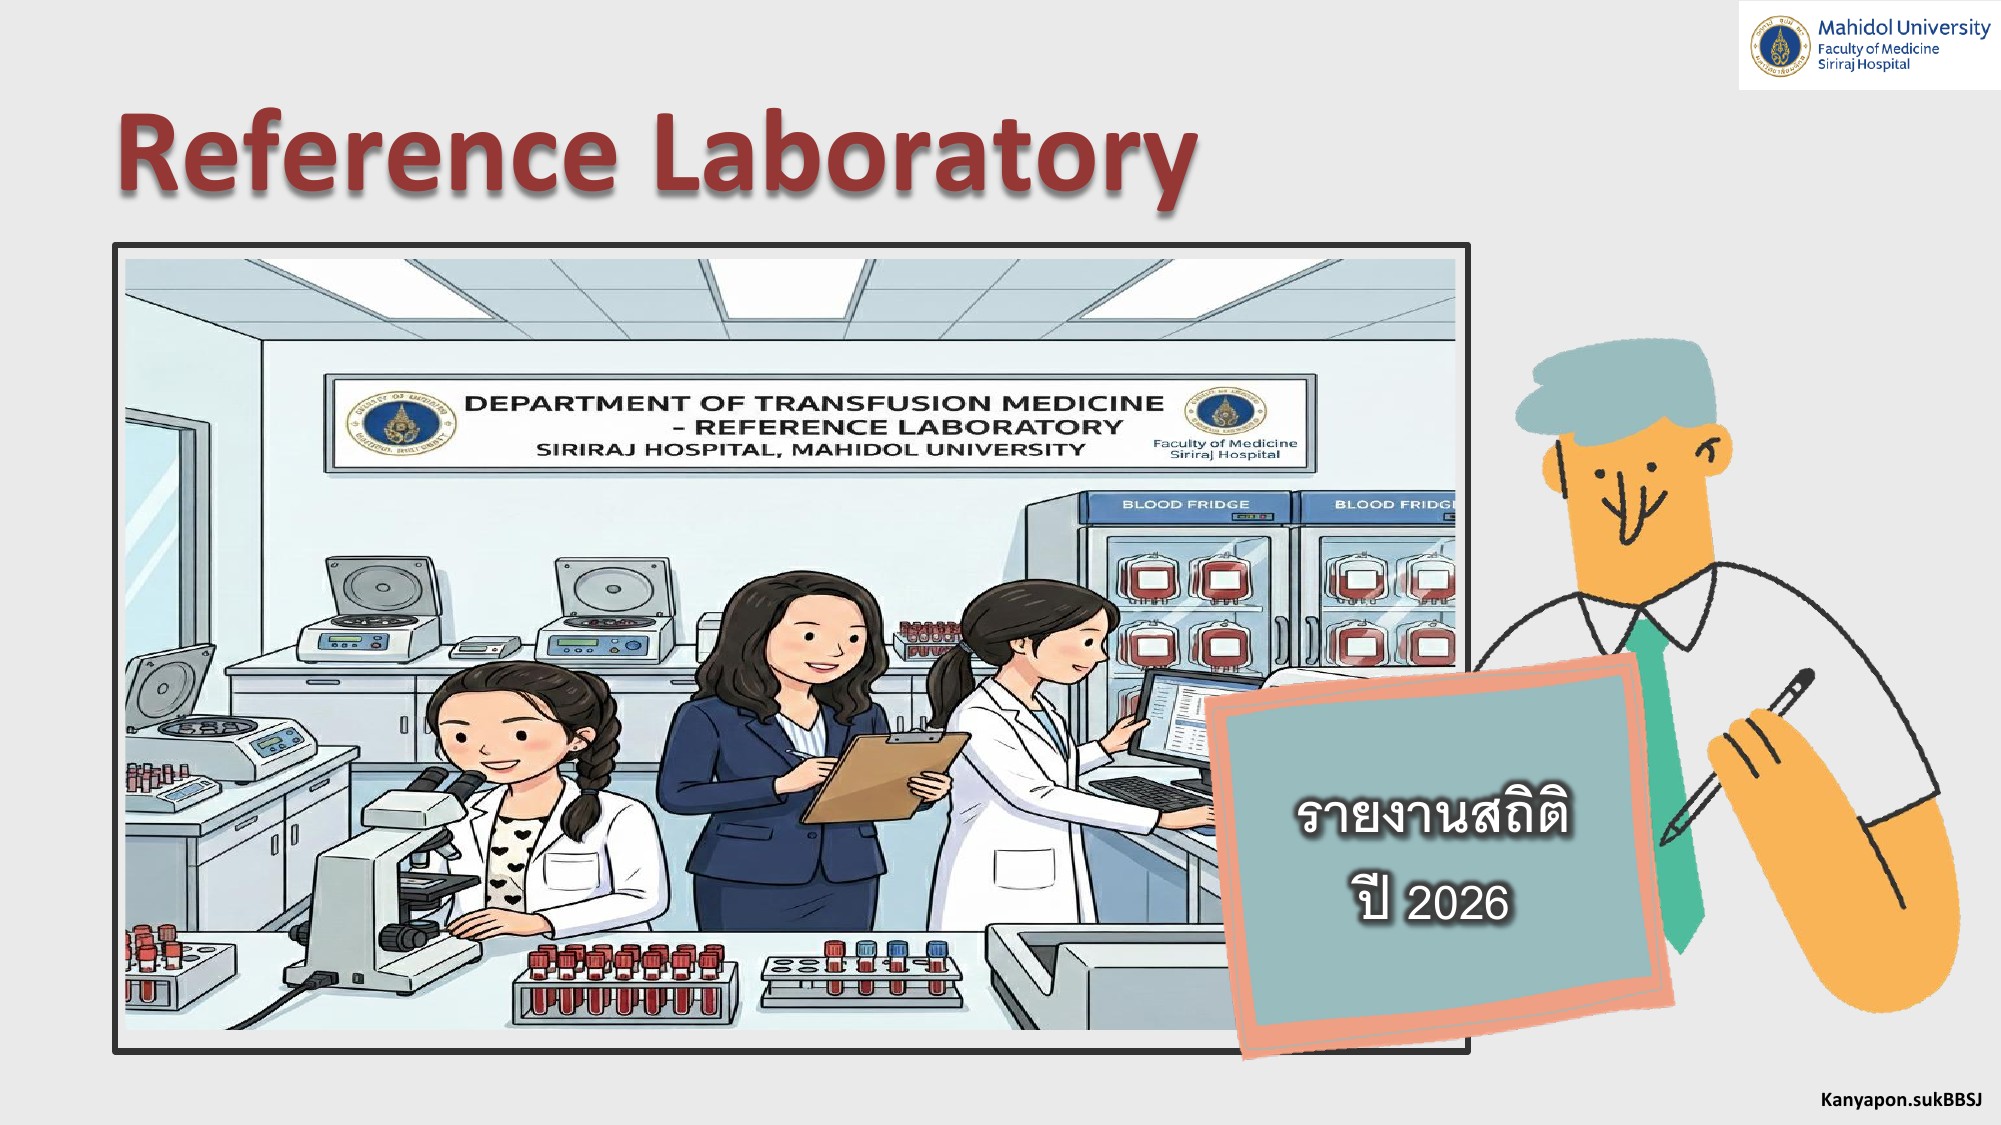 Mahidol University
Faculty of Medicine
Siriraj Hospital
Reference Laboratory
DEPARTMENT OF TRANSFUSION MEDICINE
- REFERENCE LABORATORY
SIRIRAJ HOSPITAL, MAHIDOL UNIVERSITY
Faculty of Medicine
Siriraj Hospital
BLOOD FRIDGE
BLOOD FRIDGE
รายงานสถิติ
ปี 2026
Kanyapon.sukBBSJ